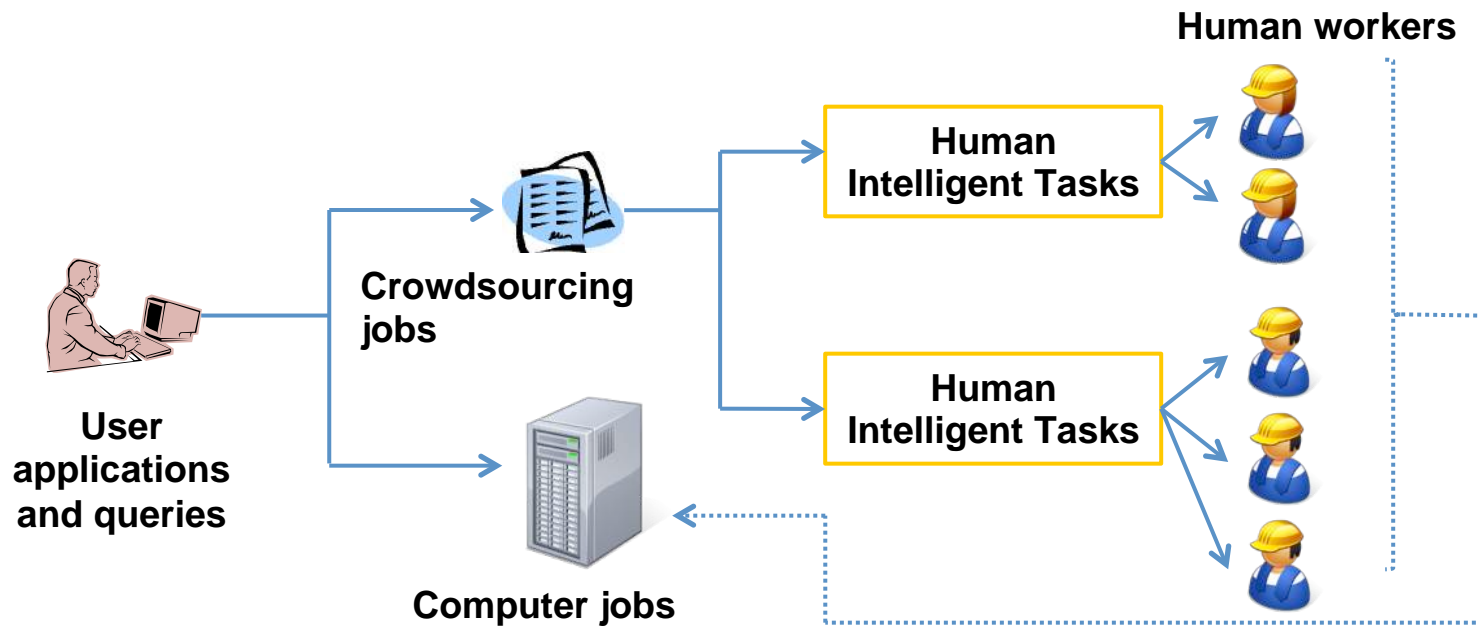 Human workers
Human
Intelligent Tasks
Crowdsourcing
jobs
Human
Intelligent Tasks
User
applications
and queries
Computer jobs